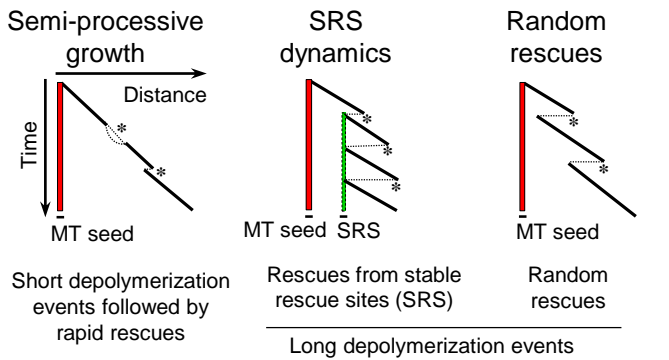 Semi-processive
growth
SRS
dynamics
Random
rescues
Distance
Time
*
*
MT seed
*
*
*
MT seed SRS
*
*
MT seed
Short depolymerization
events followed by
rapid rescues
Rescues from stable
rescue sites (SRS)
Random
rescues
Long depolymerization events